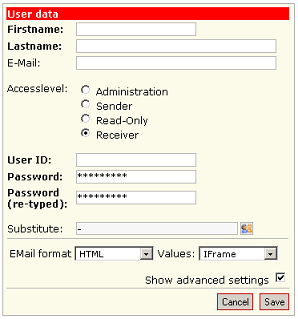 User data
Firstname:
Lastname:
E-Mail:
Accesslevel: Administration
Sender
Read-Only
Receiver
User ID:
Password: *********
Password
(re-typed): *********
Substitute: -
EMail format HTML Values: IFrame
Show advanced settings
Cancel Save